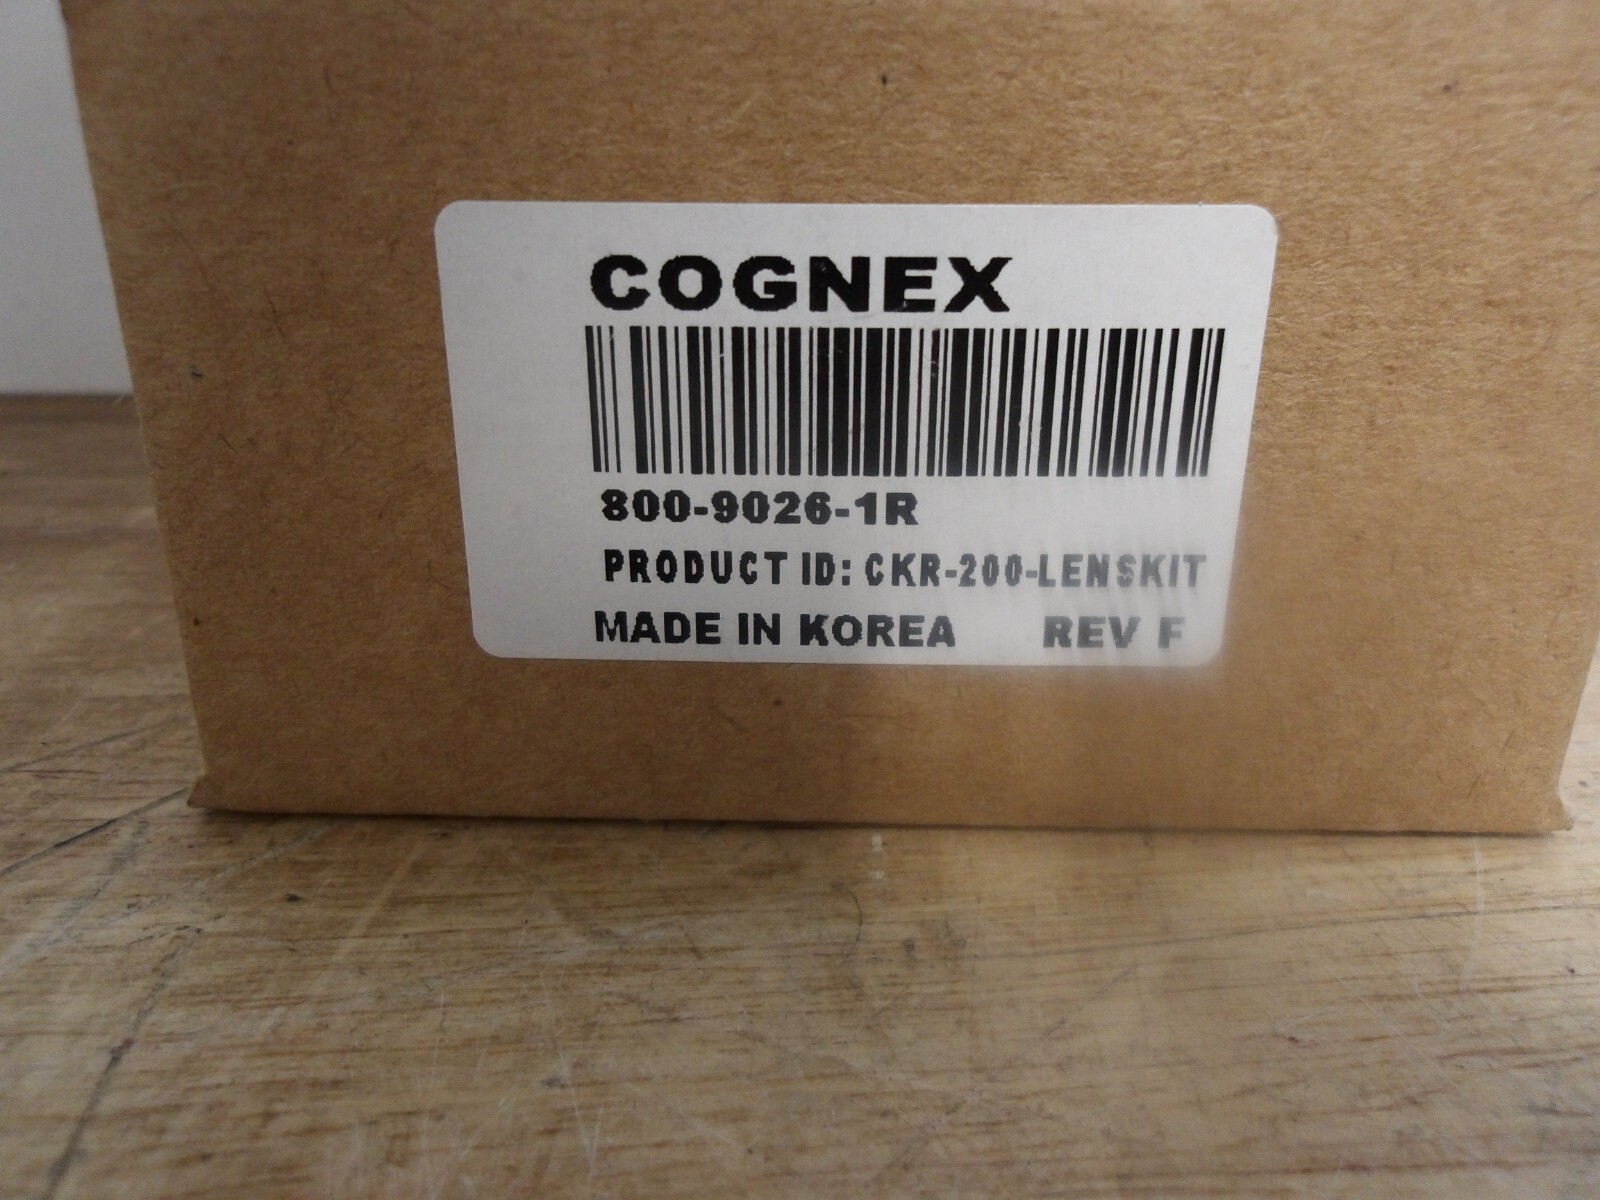 COGNEX
800-9026-1R
PRODUCT ID: CKR-200-LENSKIT
MADE IN KOREA REV F